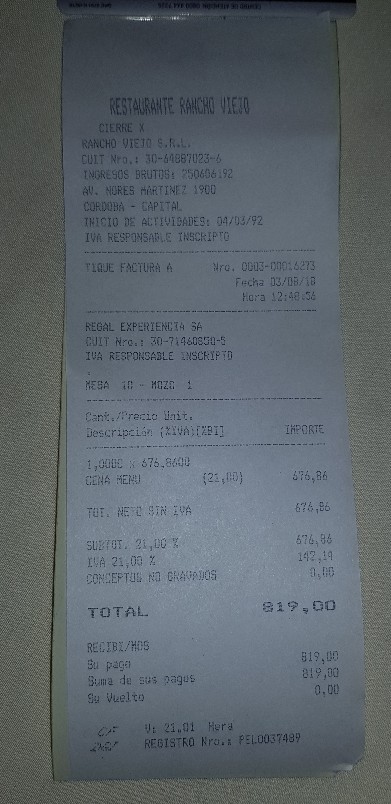 RESTAURANTE RANCHO VIEJO
CIERRE X
RANCHO VIEJO S.R.L.
CUIT Nro.: 30-64887023-6
INGRESOS BRUTOS: 250606192
AV. NORES MARTINEZ 1900
CORDOBA - CAPITAL
INICIO DE ACTIVIDADES: 04/03/92
IVA RESPONSABLE INSCRIPTO
TIQUE FACTURA A Nro. 0003-00016273
Fecha 03/08/18
Hora 12:48:56
REGAL EXPERIENCIA SA
CUIT Nro.: 30-71460850-5
IVA RESPONSABLE INSCRIPTO
MESA 10 - MOZO 1
Cant./Precio Unit.
Descripción (%IVA)[%BI] IMPORTE
1,0000 x 676,8600
CENA MENU (21,00) 676,86
TOT. NETO SIN IVA 676,86
SUBTOT. 21,00 % 676,86
IVA 21,00 % 142,14
CONCEPTOS NO GRAVADOS 0,00
TOTAL 819,00
RECIBI/MOS
Su pago 819,00
Suma de sus pagos 819,00
Su Vuelto 0,00
V: 21.01 Hera
REGISTRO Nro.: PEL0037489